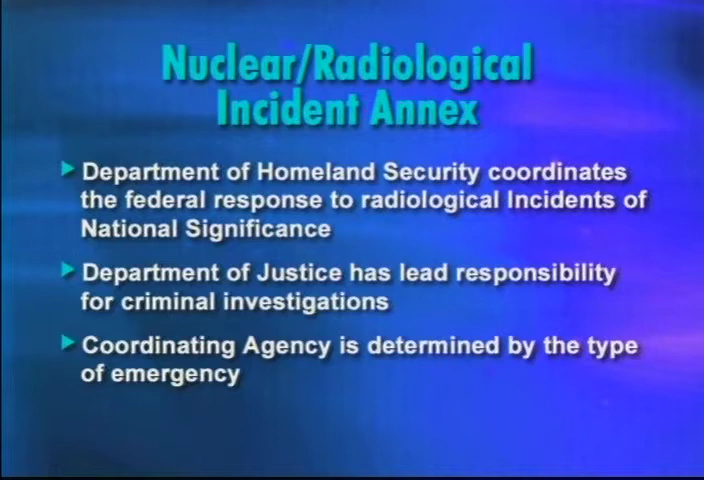 Nuclear/Radiological
Incident Annex
Department of Homeland Security coordinates
the federal response to radiological Incidents of
National Significance
Department of Justice has lead responsibility
for criminal investigations
Coordinating Agency is determined by the type
of emergency